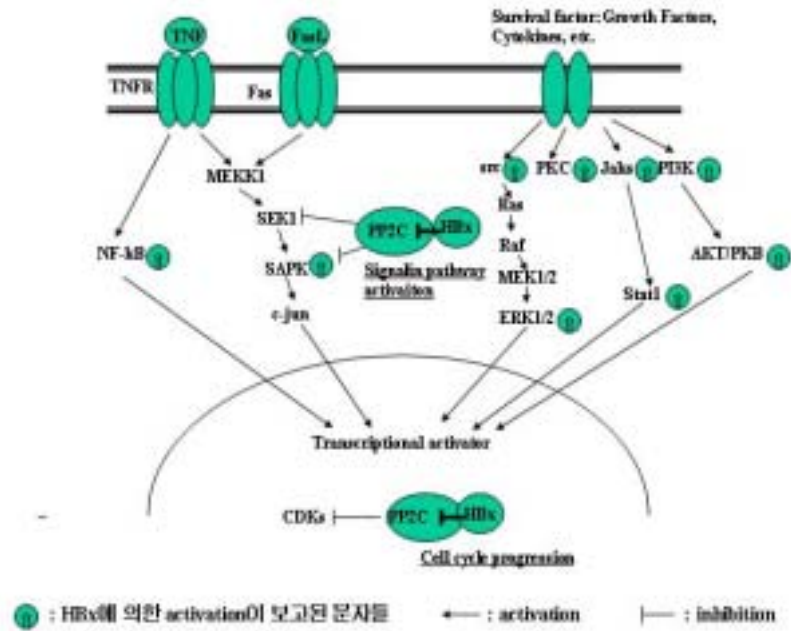 Survival factor: Growth Factors,
Cytokines, etc.
TNF
FasL
TNFR
Fas
MEKK1
src
PKC
Jaks
PI3K
SEK1
PP2C
HBx
Ras
NF-kB
SAPK
Raf
AKT/PKB
Signalin pathway
activaiton
MEK1/2
Stat1
c-jun
ERK1/2
Transcriptional activator
CDKs
PP2C
HBx
Cell cycle progression
: HBx에 의한 activation이 보고된 분자들
: activation
: inhibition